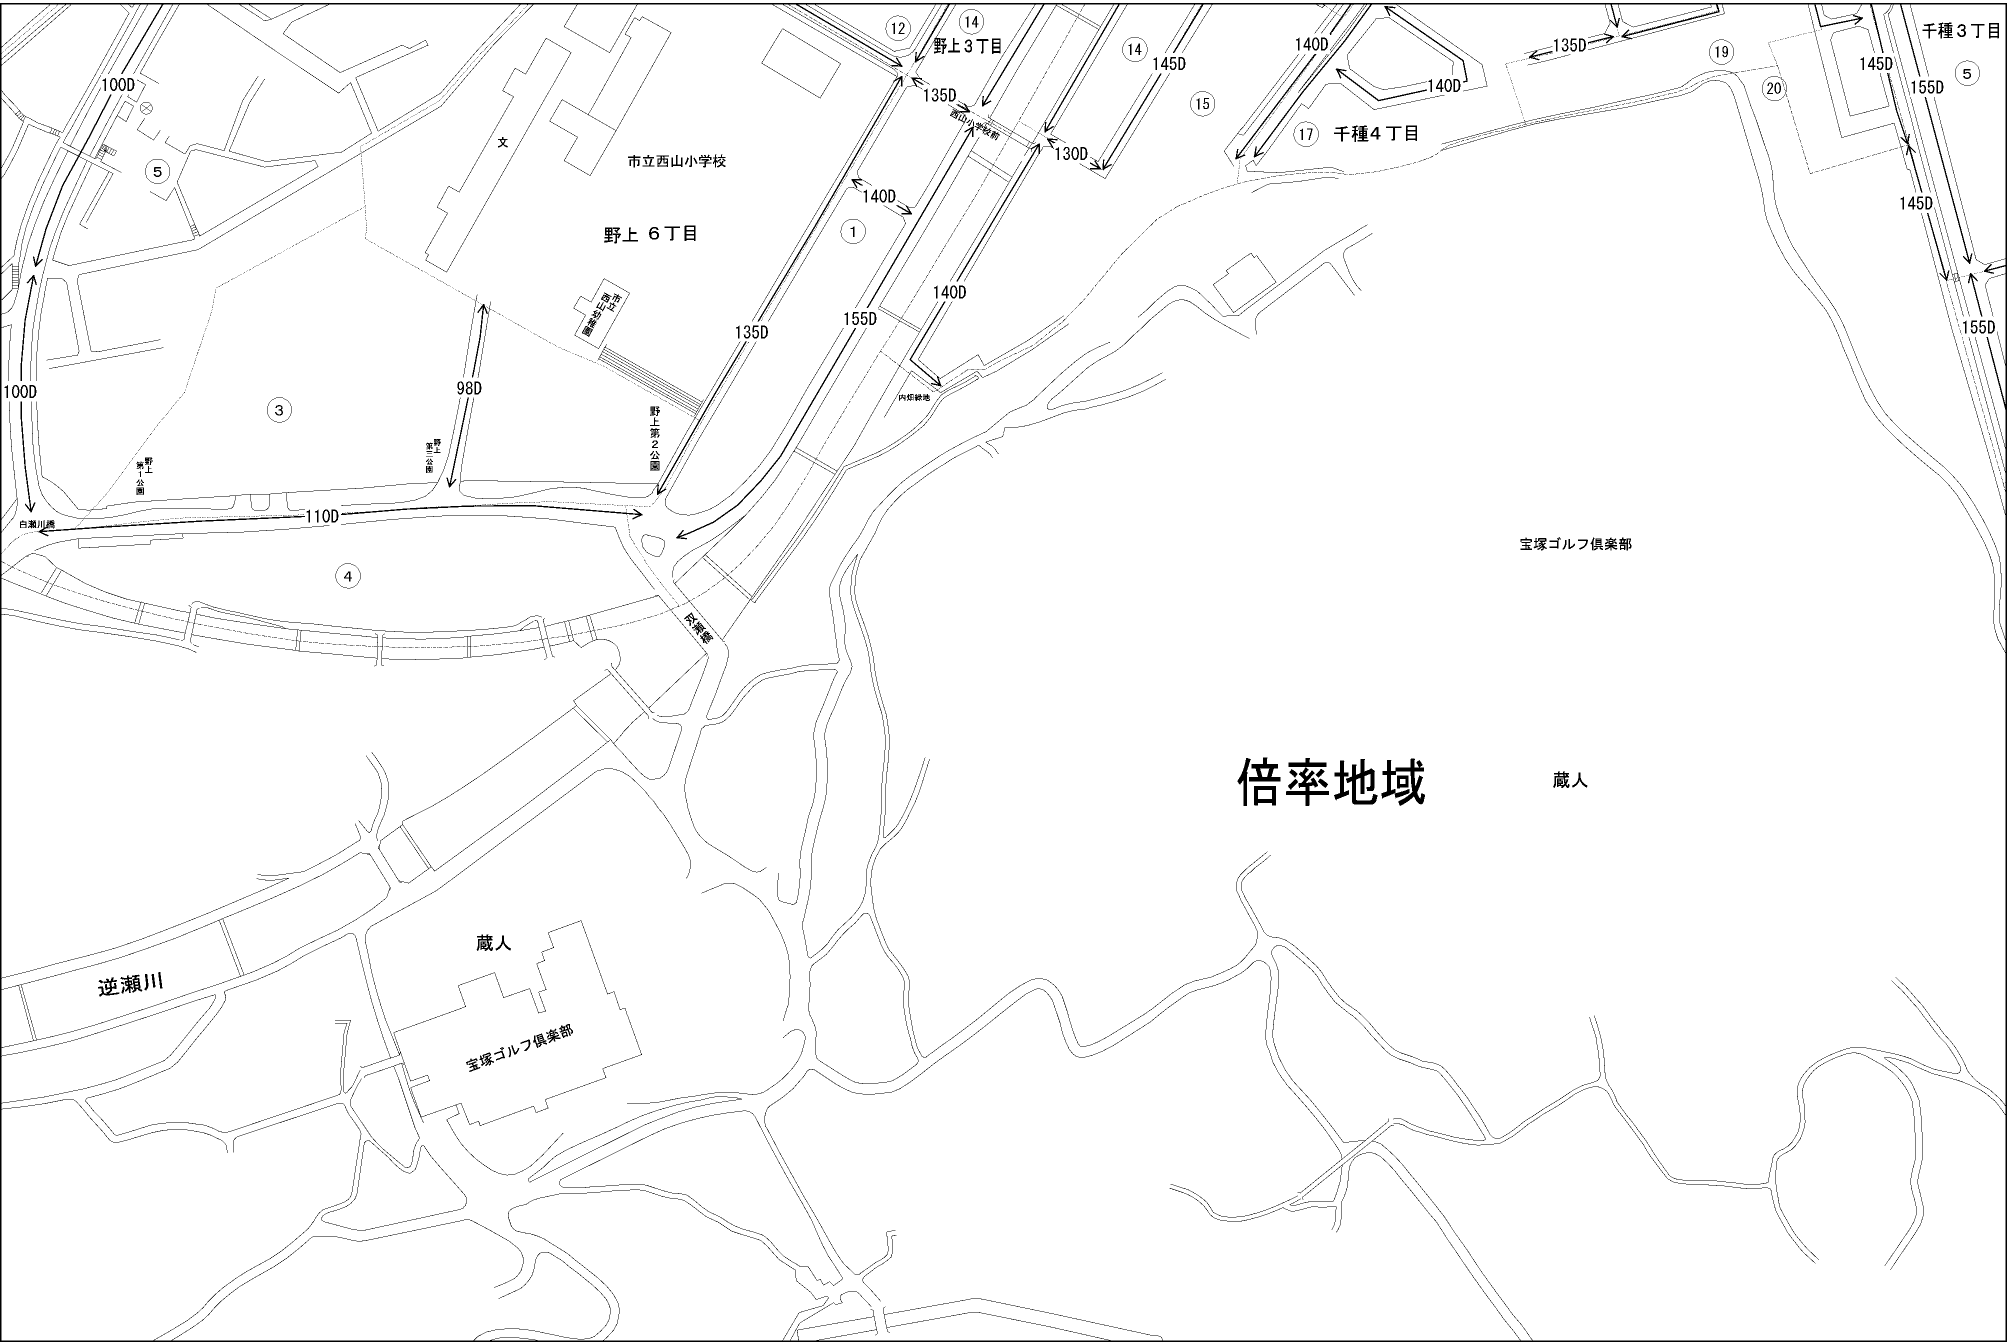 12
14
野上３丁目
14
140D
135D
19
千種３丁目
100D
145D
145D
155D
5
135D
15
140D
20
西山小学校前
17
千種４丁目
文
130D
市立西山小学校
5
140D
145D
野上 ６丁目
1
市立
西山幼稚園
140D
155D
135D
155D
100D
98D
内畑緑地
3
野上第２公園
野上
第二公園
野上
第１公園
110D
白瀬川橋
宝塚ゴルフ倶楽部
4
双瀬橋
倍率地域
蔵人
蔵人
逆瀬川
宝塚ゴルフ倶楽部